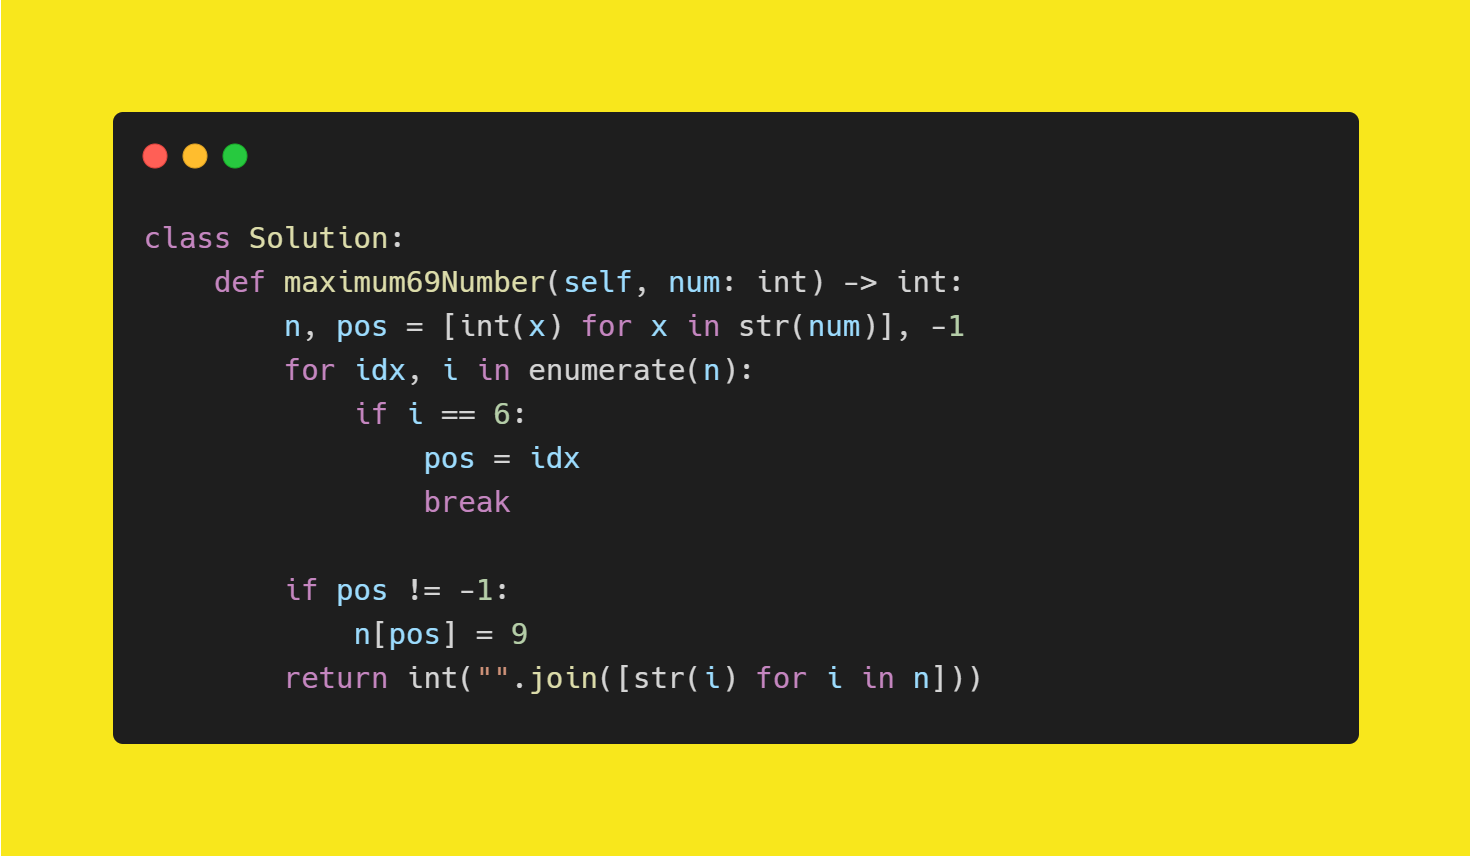 class Solution:
    def maximum69Number(self, num: int) -> int:
        n, pos = [int(x) for x in str(num)], -1
        for idx, i in enumerate(n):
            if i == 6:
                pos = idx
                break

        if pos != -1:
            n[pos] = 9
        return int("".join([str(i) for i in n]))